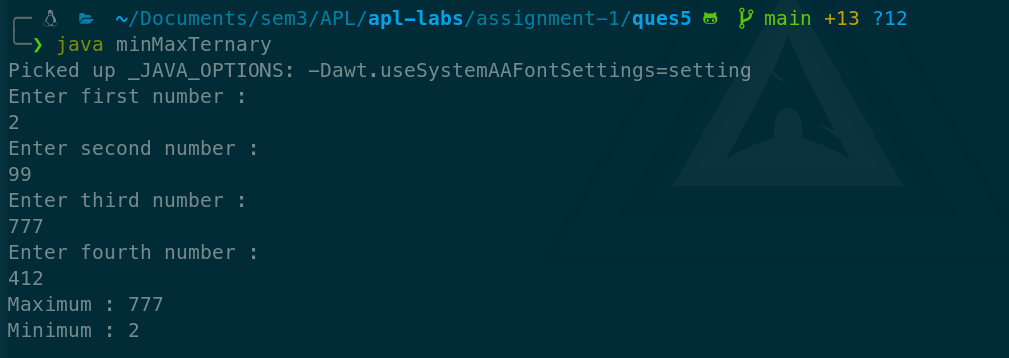 ~/Documents/sem3/APL/apl-labs/assignment-1/ques5 main +13 ?12
❯ java minMaxTernary
Picked up _JAVA_OPTIONS: -Dawt.useSystemAAFontSettings=setting
Enter first number :
2
Enter second number :
99
Enter third number :
777
Enter fourth number :
412
Maximum : 777
Minimum : 2